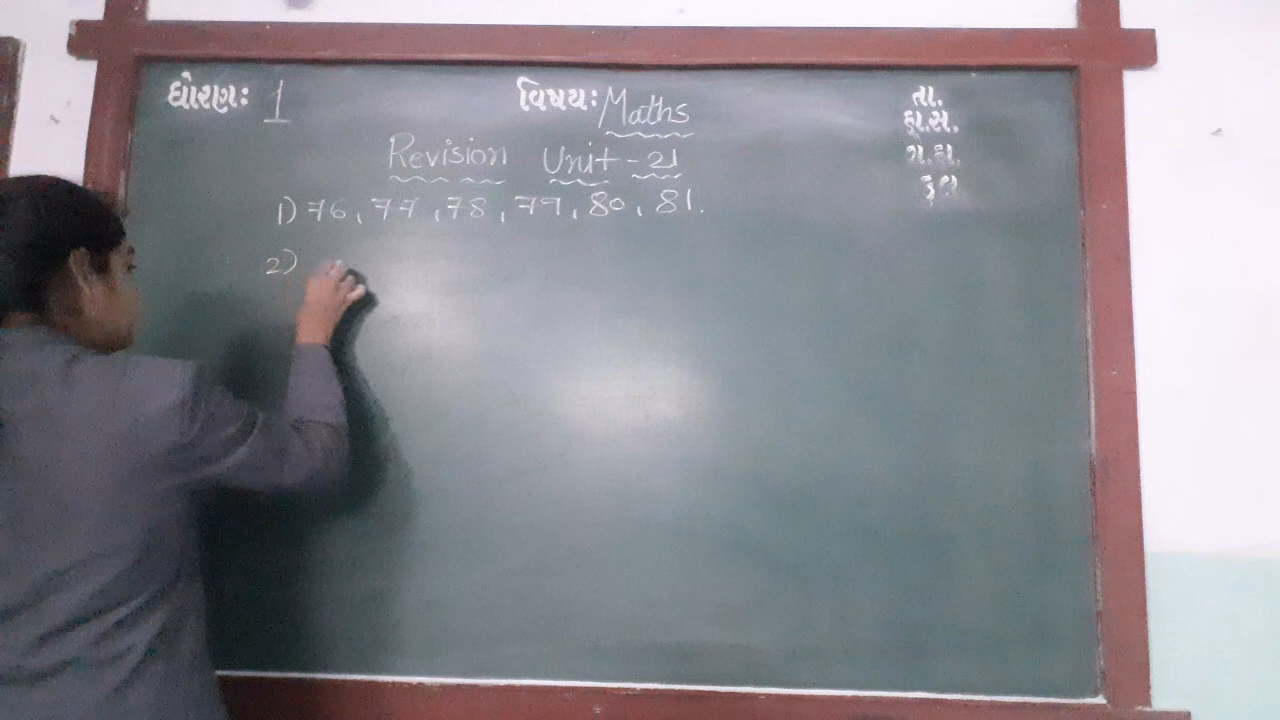 ધોરણઃ 1 વિષયઃ Maths તા.
હા.સ.
ગે.હા.
કુલ
Revision Unit - 21
1) 76, 77, 78, 79, 80, 81.
2)